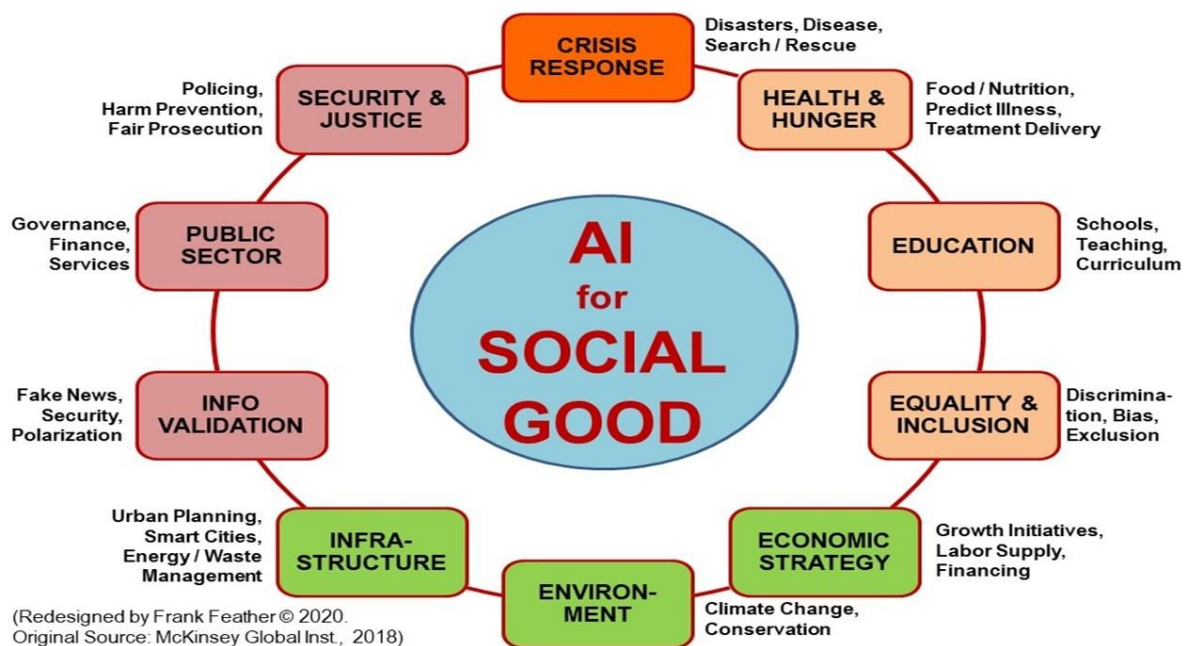 CRISIS
RESPONSE
Disasters, Disease,
Search / Rescue
HEALTH &
HUNGER
Food / Nutrition,
Predict Illness,
Treatment Delivery
EDUCATION
Schools,
Teaching,
Curriculum
EQUALITY &
INCLUSION
Discrimina-
tion, Bias,
Exclusion
ECONOMIC
STRATEGY
Growth Initiatives,
Labor Supply,
Financing
ENVIRON-
MENT
Climate Change,
Conservation
INFRA-
STRUCTURE
Urban Planning,
Smart Cities,
Energy / Waste
Management
INFO
VALIDATION
Fake News,
Security,
Polarization
PUBLIC
SECTOR
Governance,
Finance,
Services
SECURITY &
JUSTICE
Policing,
Harm Prevention,
Fair Prosecution
AI
for
SOCIAL
GOOD
(Redesigned by Frank Feather © 2020.
Original Source: McKinsey Global Inst., 2018)